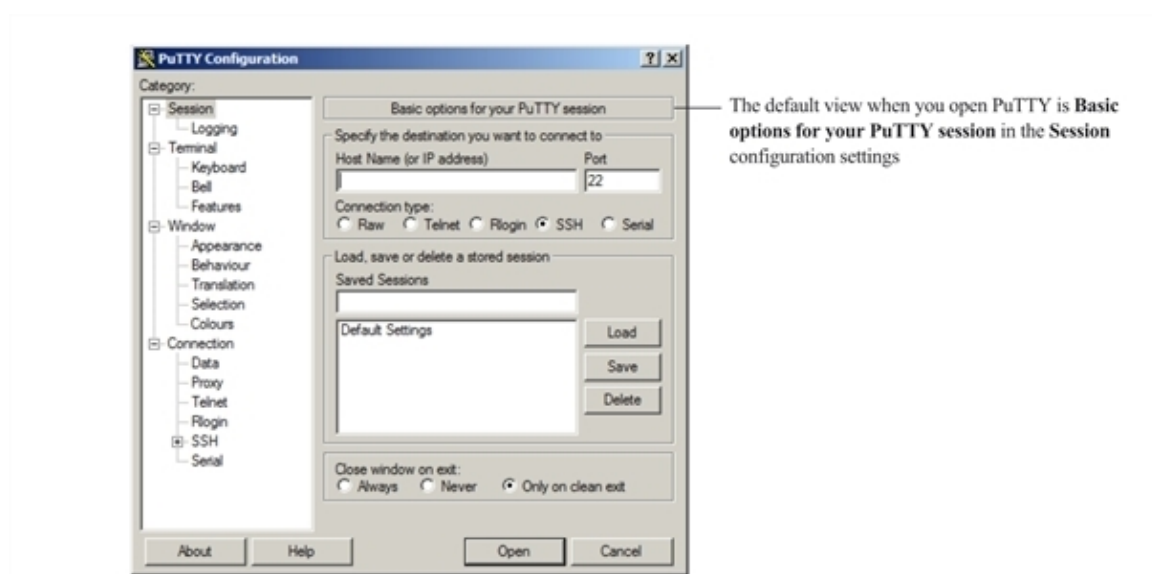 PuTTY Configuration
? X
Category:
Session
Logging
Terminal
Keyboard
Bell
Features
Window
Appearance
Behaviour
Translation
Selection
Colours
Connection
Data
Proxy
Telnet
Rlogin
SSH
Serial
Basic options for your PuTTY session
Specify the destination you want to connect to
Host Name (or IP address) Port
22
Connection type:
Raw Telnet Rlogin SSH Serial
Load, save or delete a stored session
Saved Sessions
Default Settings
Load
Save
Delete
Close window on exit:
Always Never Only on clean exit
About Help Open Cancel
The default view when you open PuTTY is Basic
options for your PuTTY session in the Session
configuration settings